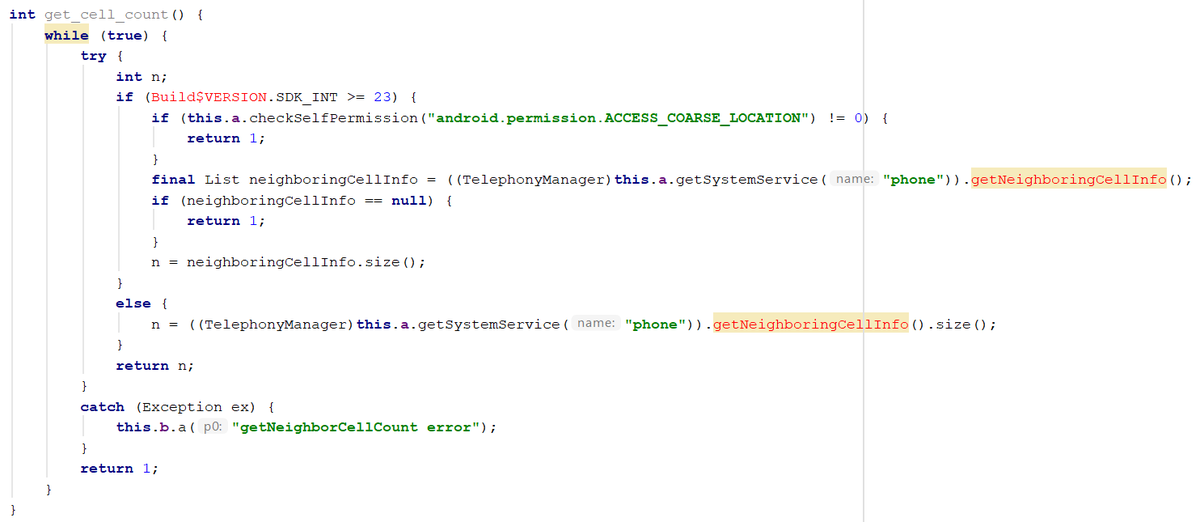 int get_cell_count() {
while (true) {
try {
int n;
if (Build$VERSION.SDK_INT >= 23) {
if (this.a.checkSelfPermission("android.permission.ACCESS_COARSE_LOCATION") != 0) {
return 1;
}
final List neighboringCellInfo = ((TelephonyManager)this.a.getSystemService( name: "phone")).getNeighboringCellInfo();
if (neighboringCellInfo == null) {
return 1;
}
n = neighboringCellInfo.size();
}
else {
n = ((TelephonyManager)this.a.getSystemService( name: "phone")).getNeighboringCellInfo().size();
}
return n;
}
catch (Exception ex) {
this.b.a( p0: "getNeighborCellCount error");
}
return 1;
}
}